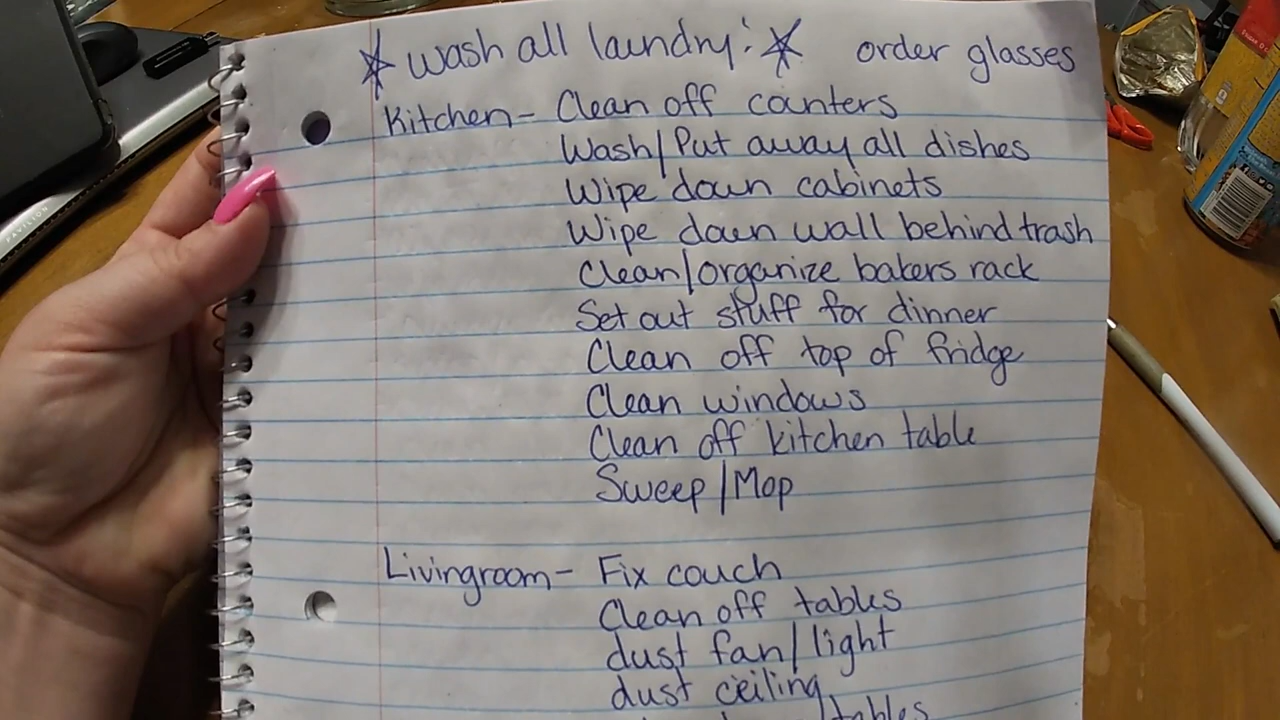 *wash all laundry:* order glasses
Kitchen- Clean off counters
Wash/Put away all dishes
Wipe down cabinets
Wipe down wall behind trash
Clean/organize bakers rack
Set out stuff for dinner
Clean off top of fridge
Clean windows
Clean off kitchen table
Sweep/Mop
Livingroom- Fix couch
Clean off tables
dust fan/light
dust ceiling
/tables
PAVILION